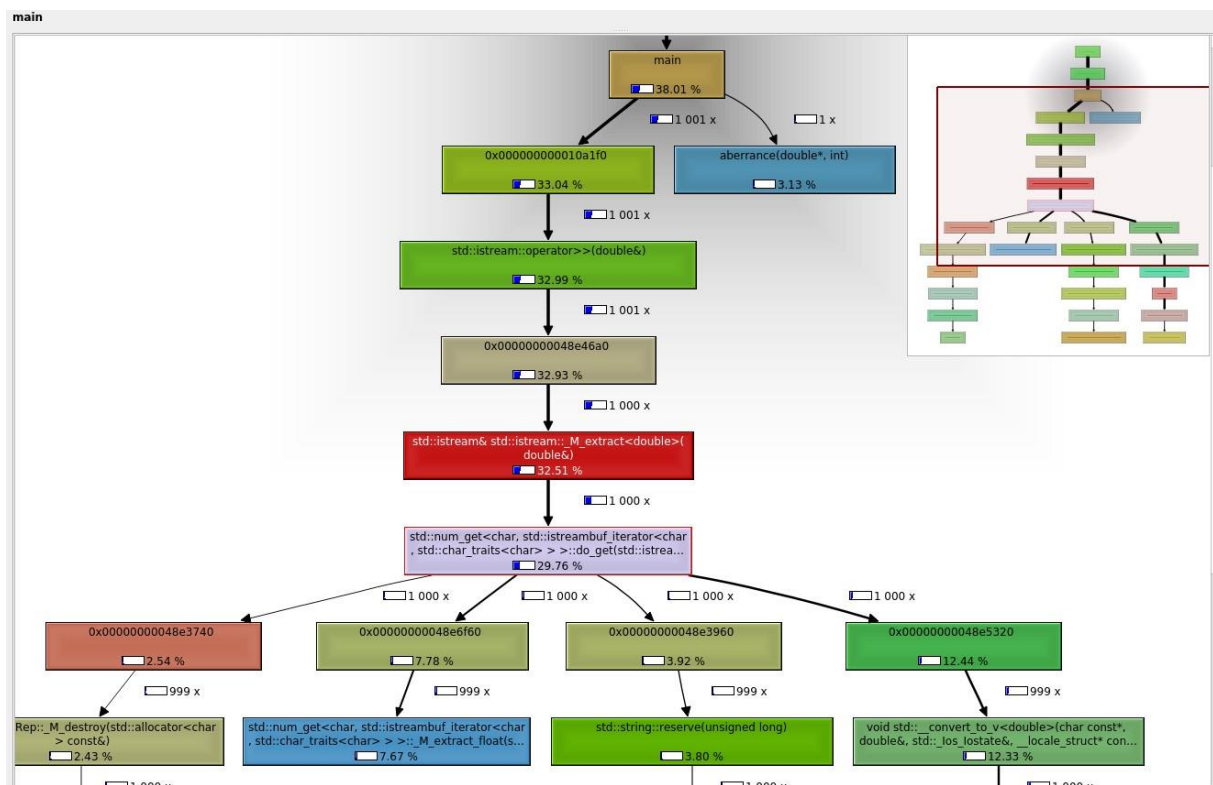 main
main
38.01 %
1 001 x
1 x
0x000000000010a1f0
33.04 %
aberrance(double*, int)
3.13 %
1 001 x
std::istream::operator>>(double&)
32.99 %
1 001 x
0x00000000048e46a0
32.93 %
1 000 x
std::istream& std::istream::_M_extract<double>(
double&)
32.51 %
1 000 x
std::num_get<char, std::istreambuf_iterator<char
, std::char_traits<char> > >::do_get(std::istrea...
29.76 %
1 000 x
1 000 x
1 000 x
1 000 x
0x00000000048e3740
2.54 %
0x00000000048e6f60
7.78 %
0x00000000048e3960
3.92 %
0x00000000048e5320
12.44 %
999 x
999 x
999 x
999 x
Rep::_M_destroy(std::allocator<char
> const&)
2.43 %
std::num_get<char, std::istreambuf_iterator<char
, std::char_traits<char> > >::_M_extract_float(s...
7.67 %
std::string::reserve(unsigned long)
3.80 %
void std::__convert_to_v<double>(char const*,
double&, std::_Ios_Iostate&, __locale_struct* con...
12.33 %